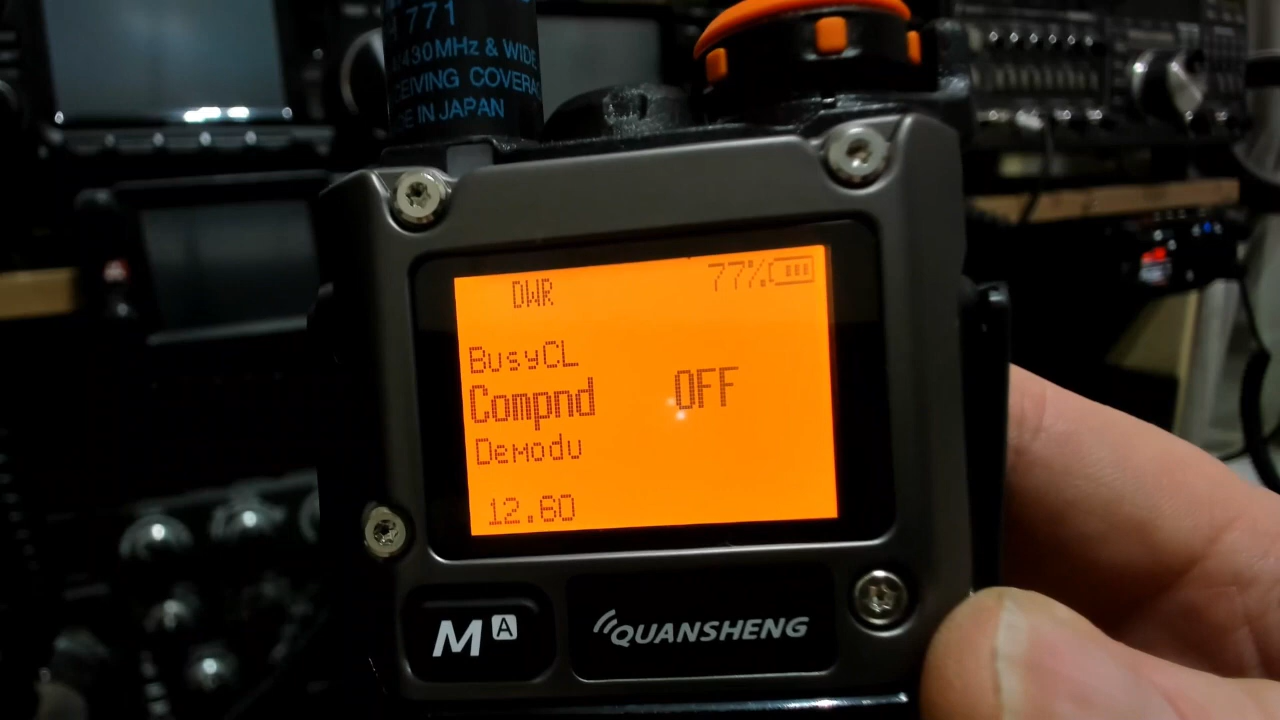 771
430MHz & WIDE
EIVING COVERA
E IN JAPAN
DWR 77%
BusyCL
Compnd OFF
Demodu
12.60
M A QUANSHENG